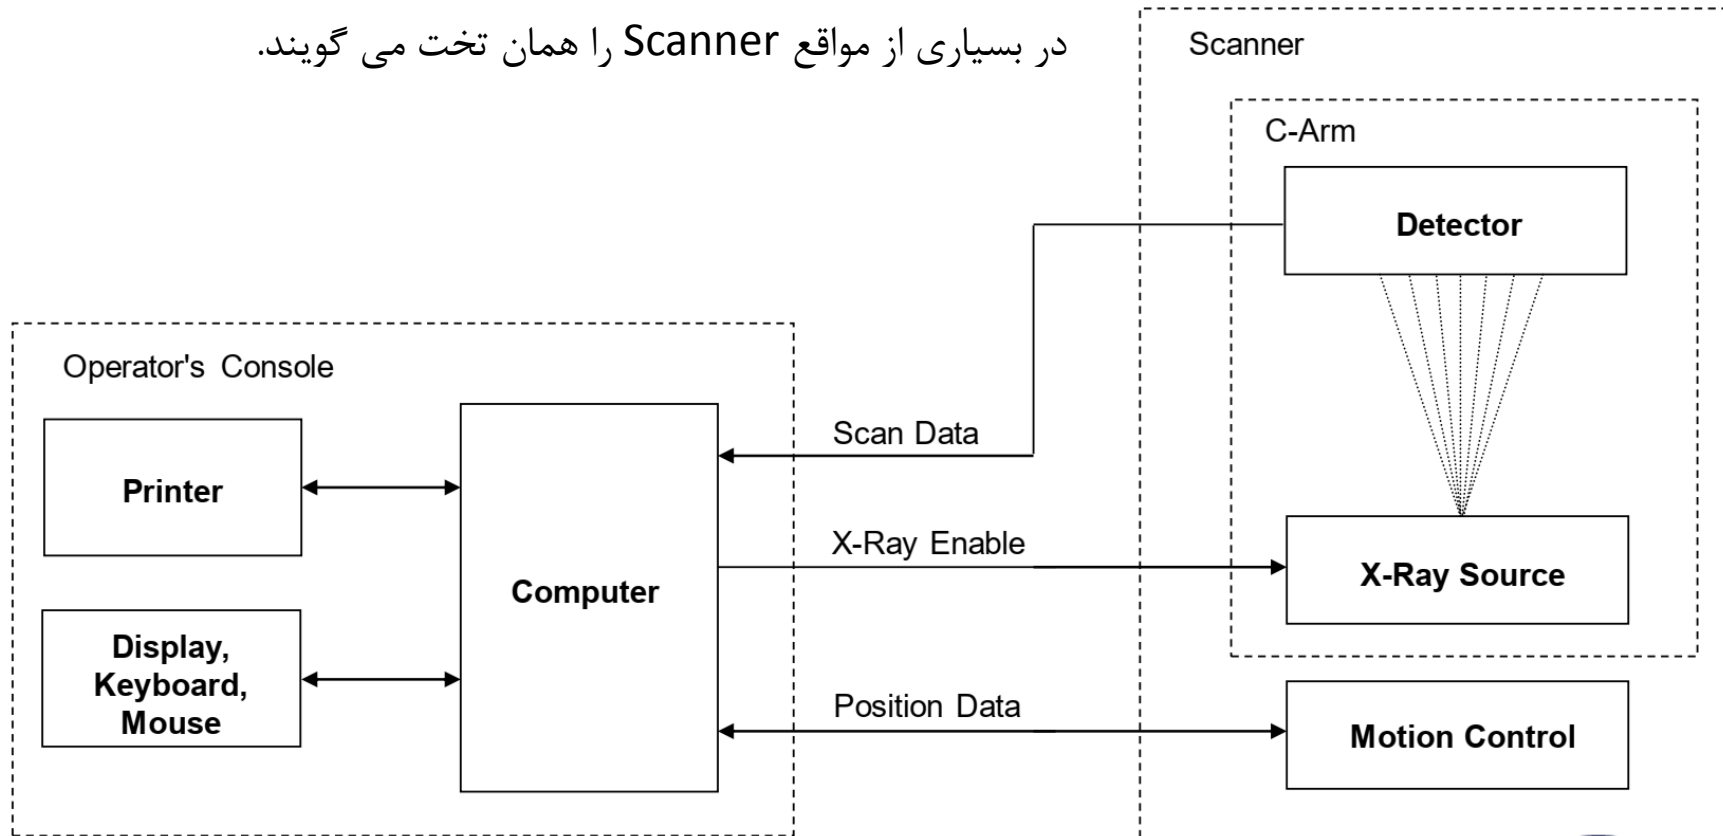 در بسیاری از مواقع Scanner را همان تخت می گویند.
Scanner
C-Arm
Detector
Operator's Console
Scan Data
Printer
X-Ray Enable
X-Ray Source
Computer
Display,
Keyboard,
Mouse
Position Data
Motion Control